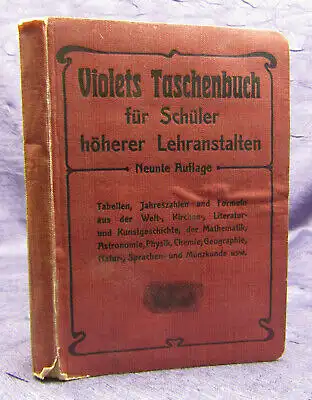 Violets Taschenbuch
für Schüler
höherer Lehranstalten
Neunte Auflage
Tabellen, Jahreszahlen und Formeln
aus der Welt-, Kirchen-, Literatur-
und Kunstgeschichte, der Mathematik,
Astronomie, Physik, Chemie, Geographie,
Natur-, Sprachen- und Münzkunde usw.